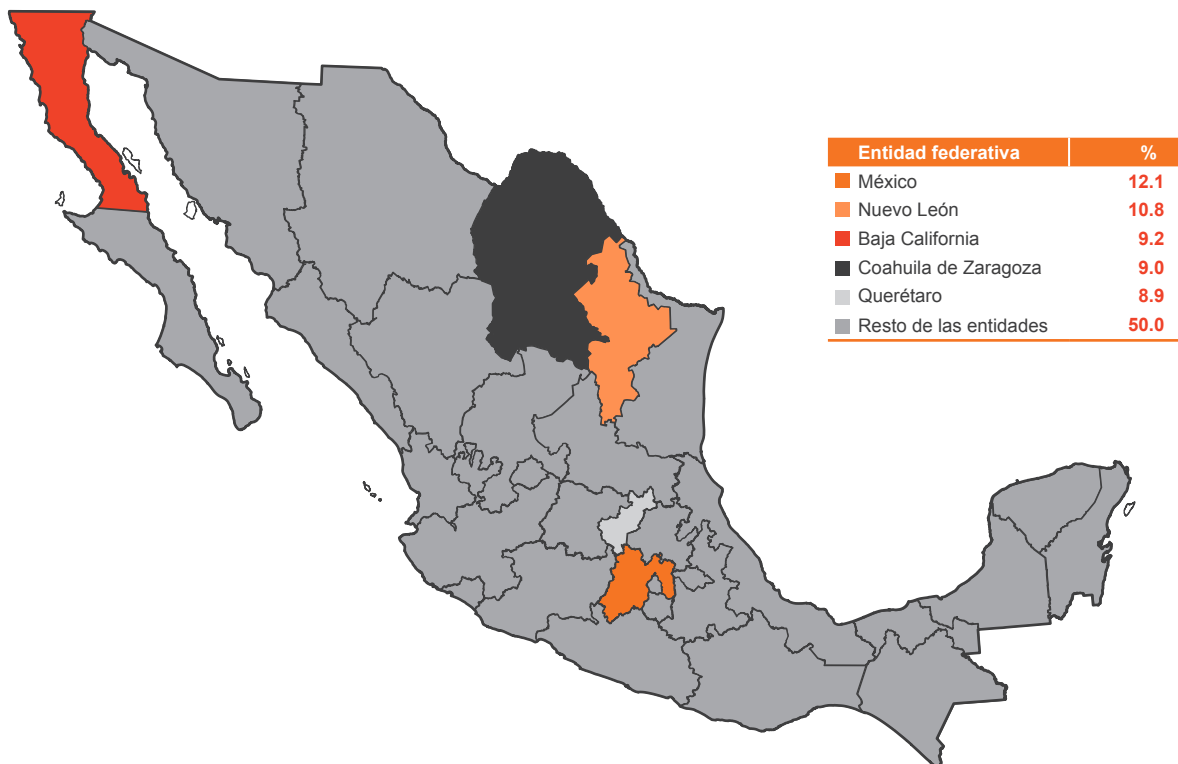 Entidad federativa %
México 12.1
Nuevo León 10.8
Baja California 9.2
Coahuila de Zaragoza 9.0
Querétaro 8.9
Resto de las entidades 50.0